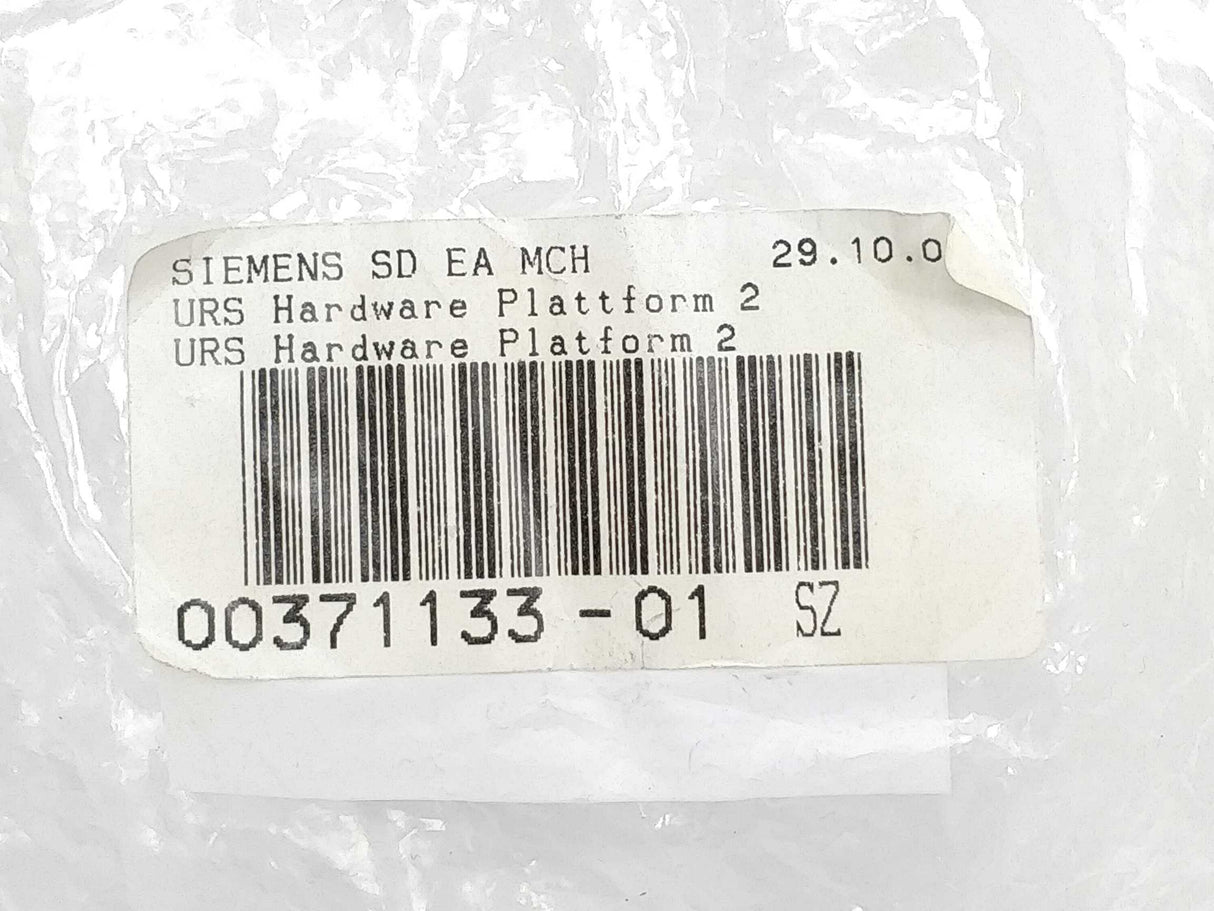 SIEMENS SD EA MCH 29.10.0
URS Hardware Plattform 2
URS Hardware Platform 2
00371133-01 SZ